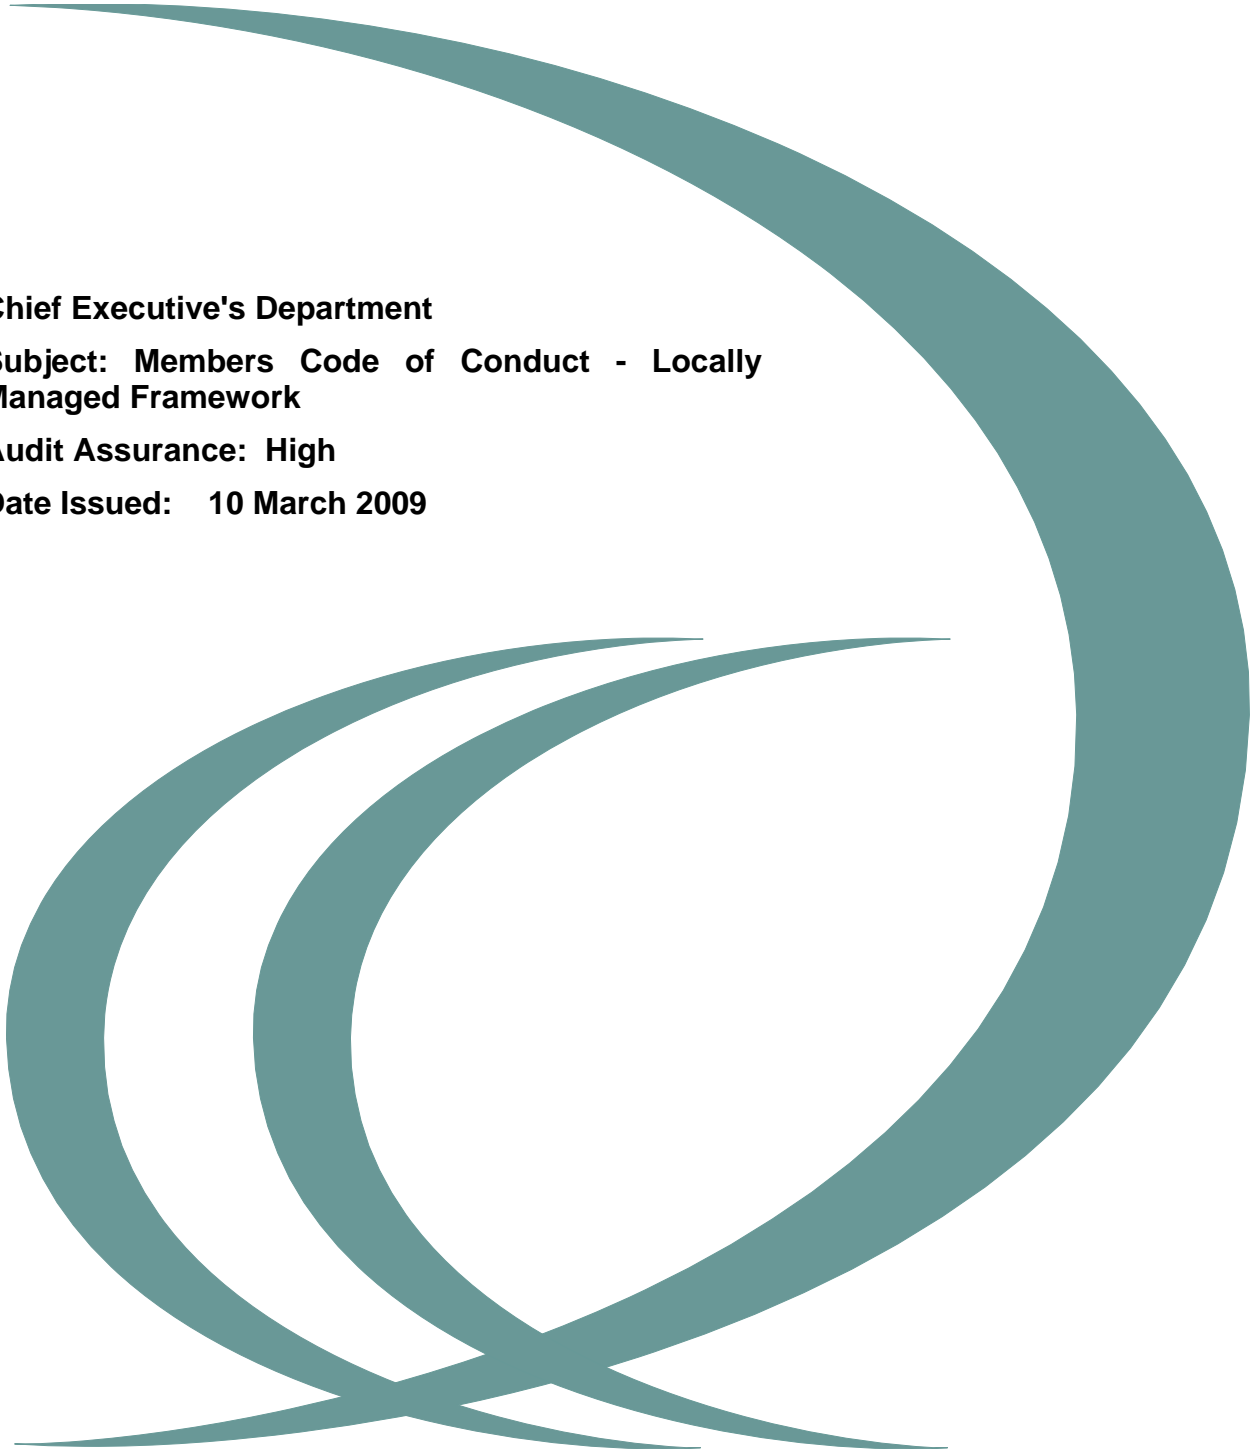 Chief Executive's Department
Subject: Members Code of Conduct - Locally
Managed Framework
Audit Assurance: High
Date Issued: 10 March 2009